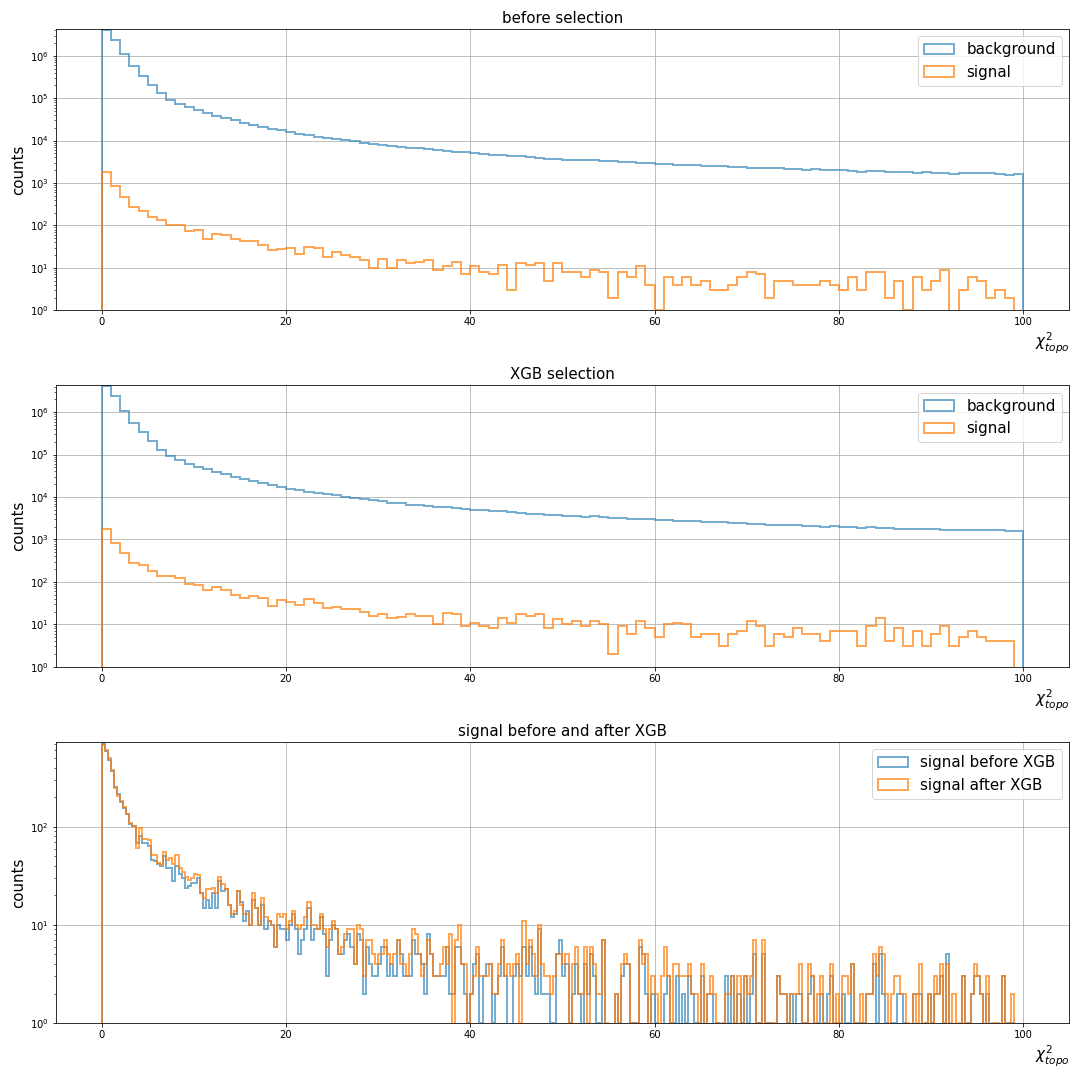 before selection
background
signal
counts
10⁶
10⁵
10⁴
10³
10²
10¹
10⁰
0 20 40 60 80 100
χ²_topo
XGB selection
background
signal
counts
10⁶
10⁵
10⁴
10³
10²
10¹
10⁰
0 20 40 60 80 100
χ²_topo
signal before and after XGB
signal before XGB
signal after XGB
counts
10²
10¹
10⁰
0 20 40 60 80 100
χ²_topo